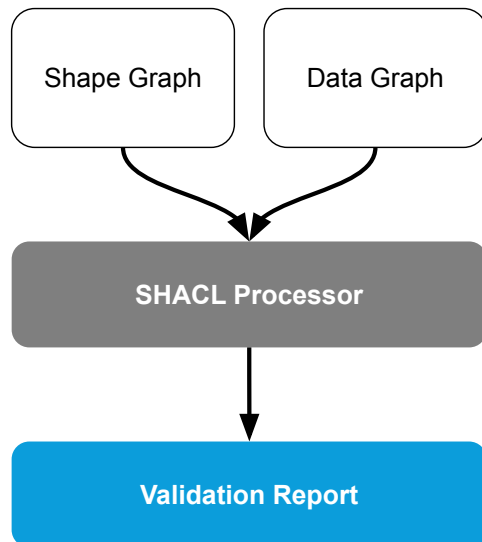 Shape Graph
Data Graph
SHACL Processor
Validation Report